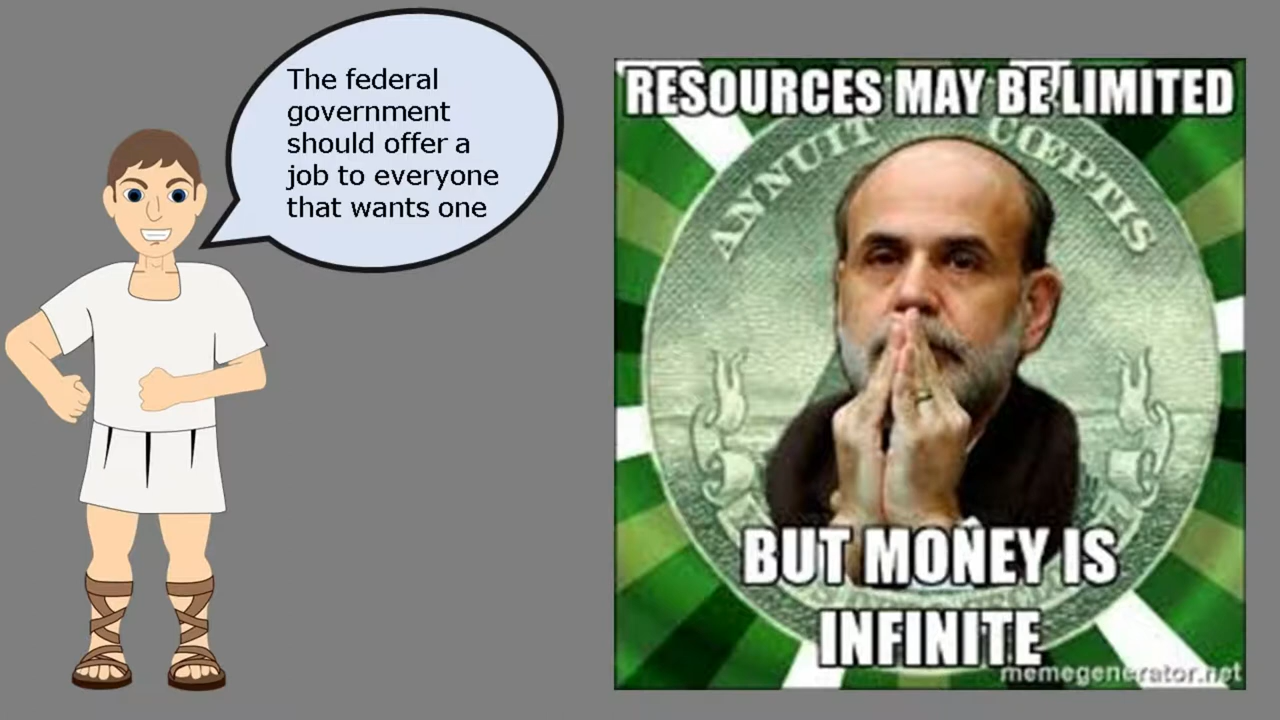 The federal
government
should offer a
job to everyone
that wants one
RESOURCES MAY BE LIMITED
ANNUIT CŒPTIS
BUT MONEY IS
INFINITE
memegenerator.net